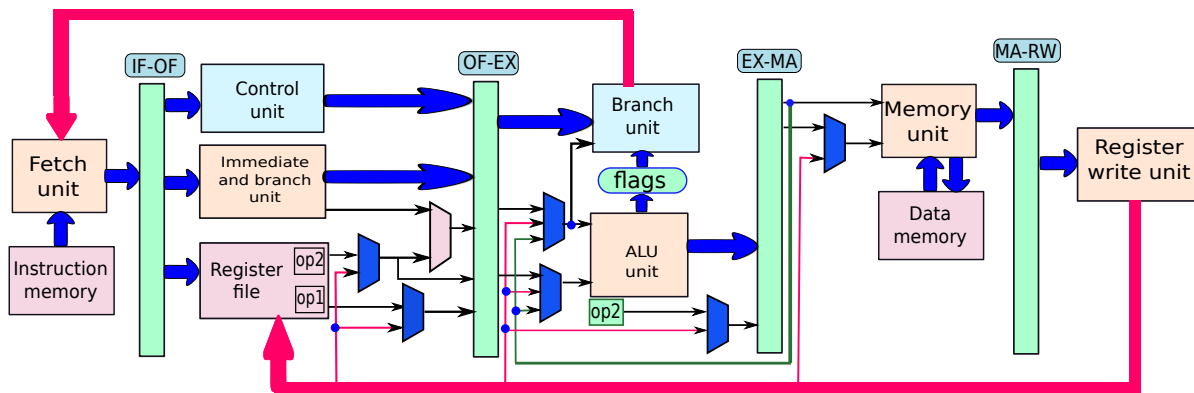 IF-OF
OF-EX
EX-MA
MA-RW
Control
unit
Branch
unit
Memory
unit
Fetch
unit
Immediate
and branch
unit
flags
Register
write unit
Instruction
memory
Register
file
op2
op1
ALU
unit
op2
Data
memory